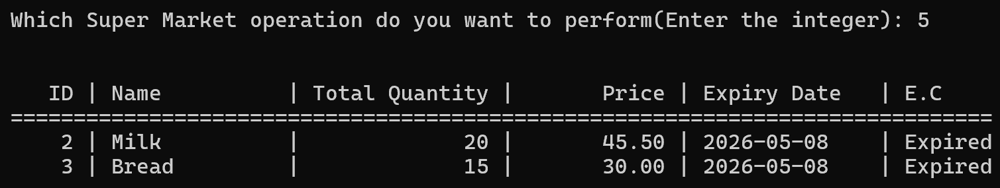 Which Super Market operation do you want to perform(Enter the integer): 5
ID | Name | Total Quantity | Price | Expiry Date | E.C
==============================================================================
2 | Milk | 20 | 45.50 | 2026-05-08 | Expired
3 | Bread | 15 | 30.00 | 2026-05-08 | Expired